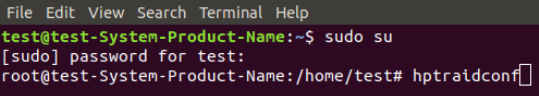 File Edit View Search Terminal Help
test@test-System-Product-Name:~$ sudo su
[sudo] password for test:
root@test-System-Product-Name:/home/test# hptraidconf